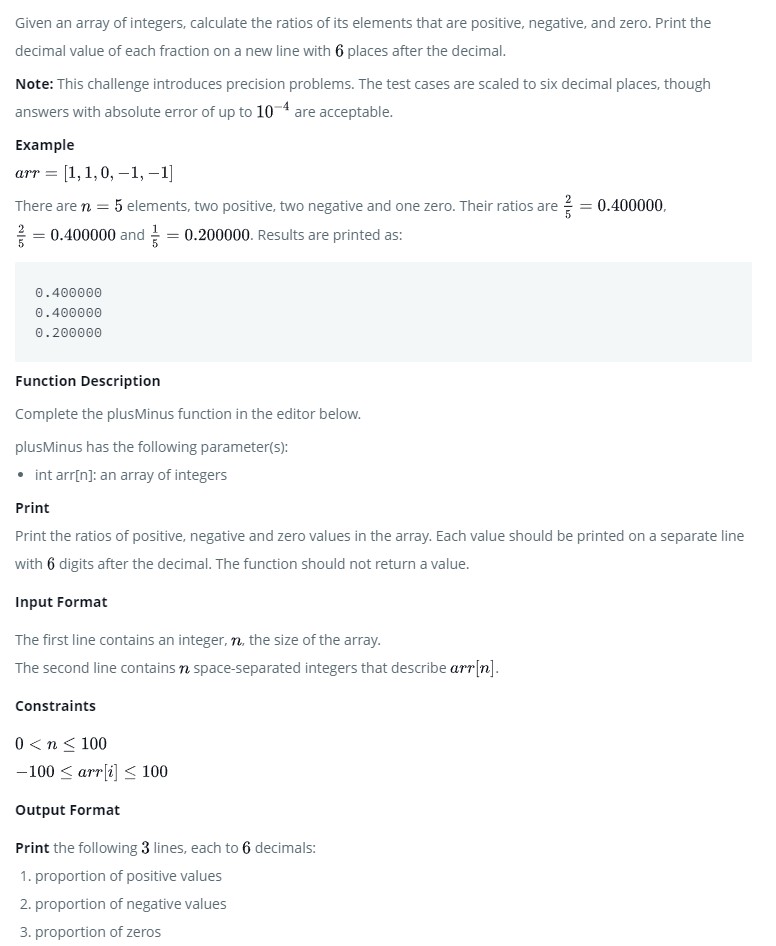 Given an array of integers, calculate the ratios of its elements that are positive, negative, and zero. Print the
decimal value of each fraction on a new line with 6 places after the decimal.
Note: This challenge introduces precision problems. The test cases are scaled to six decimal places, though
answers with absolute error of up to 10⁻⁴ are acceptable.
Example
arr = [1, 1, 0, −1, −1]
There are n = 5 elements, two positive, two negative and one zero. Their ratios are 2/5 = 0.400000,
2/5 = 0.400000 and 1/5 = 0.200000. Results are printed as:
0.400000
0.400000
0.200000
Function Description
Complete the plusMinus function in the editor below.
plusMinus has the following parameter(s):
• int arr[n]: an array of integers
Print
Print the ratios of positive, negative and zero values in the array. Each value should be printed on a separate line
with 6 digits after the decimal. The function should not return a value.
Input Format
The first line contains an integer, n, the size of the array.
The second line contains n space-separated integers that describe arr[n].
Constraints
0 < n ≤ 100
−100 ≤ arr[i] ≤ 100
Output Format
Print the following 3 lines, each to 6 decimals:
1. proportion of positive values
2. proportion of negative values
3. proportion of zeros